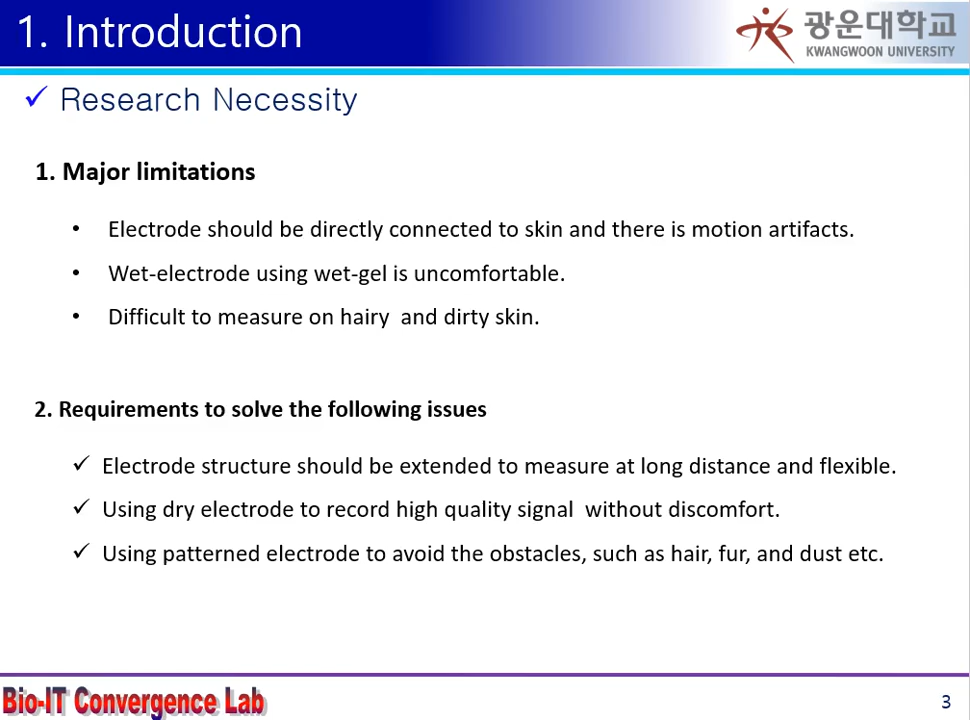 1. Introduction
광운대학교
KWANGWOON UNIVERSITY
✓ Research Necessity
1. Major limitations
• Electrode should be directly connected to skin and there is motion artifacts.
• Wet-electrode using wet-gel is uncomfortable.
• Difficult to measure on hairy  and dirty skin.
2. Requirements to solve the following issues
✓ Electrode structure should be extended to measure at long distance and flexible.
✓ Using dry electrode to record high quality signal  without discomfort.
✓ Using patterned electrode to avoid the obstacles, such as hair, fur, and dust etc.
Bio-IT Convergence Lab
3